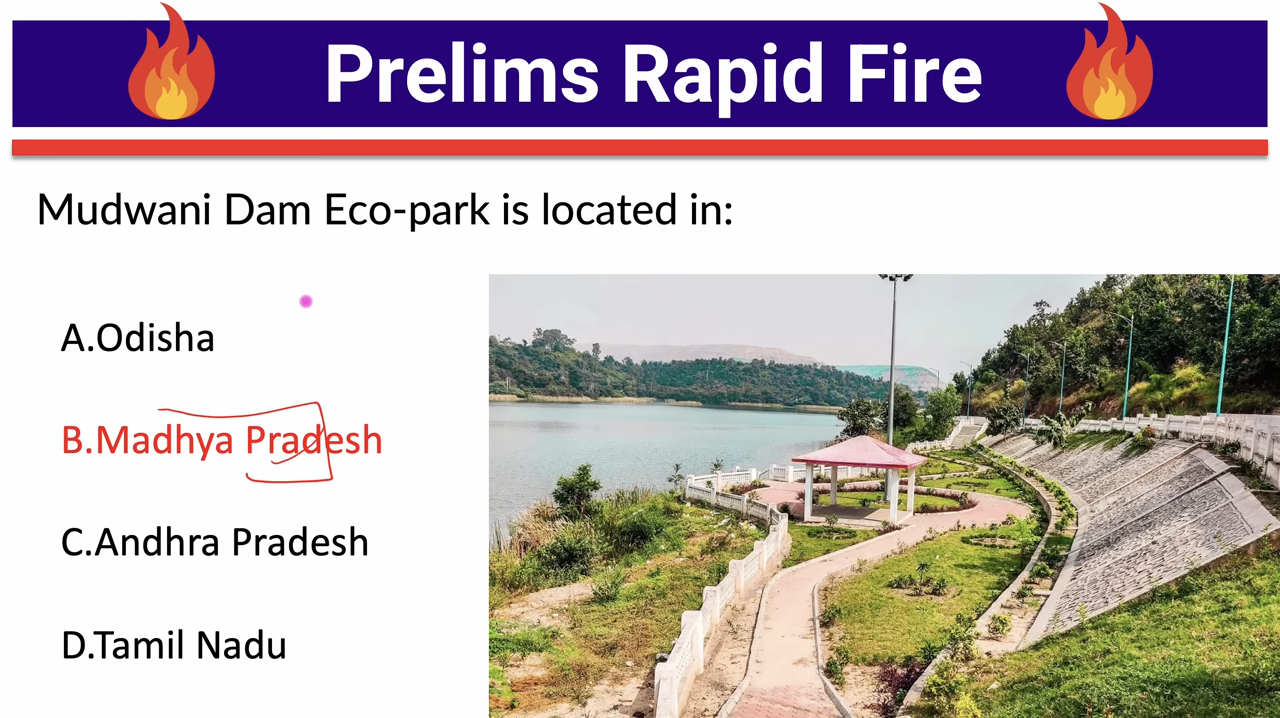 Prelims Rapid Fire
Mudwani Dam Eco-park is located in:
A.Odisha
B.Madhya Pradesh
C.Andhra Pradesh
D.Tamil Nadu